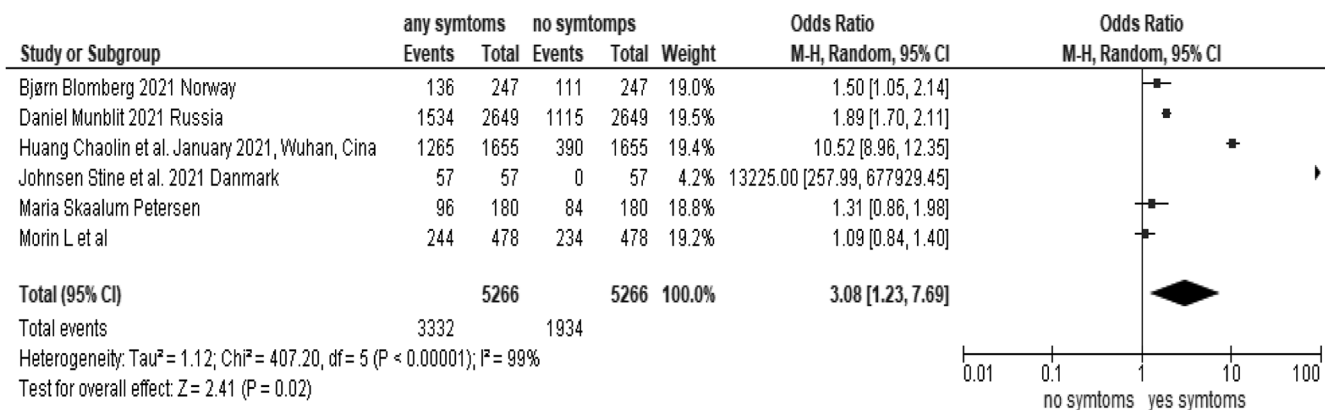 any symtoms no symtomps Odds Ratio Odds Ratio
Study or Subgroup Events Total Events Total Weight M-H, Random, 95% CI M-H, Random, 95% CI
Bjørn Blomberg 2021 Norway 136 247 111 247 19.0% 1.50 [1.05, 2.14]
Daniel Munblit 2021 Russia 1534 2649 1115 2649 19.5% 1.89 [1.70, 2.11]
Huang Chaolin et al. January 2021, Wuhan, Cina 1265 1655 390 1655 19.4% 10.52 [8.96, 12.35]
Johnsen Stine et al. 2021 Danmark 57 57 0 57 4.2% 13225.00 [257.99, 677929.45]
Maria Skaalum Petersen 96 180 84 180 18.8% 1.31 [0.86, 1.98]
Morin L et al 244 478 234 478 19.2% 1.09 [0.84, 1.40]
Total (95% CI) 5266 5266 100.0% 3.08 [1.23, 7.69]
Total events 3332 1934
Heterogeneity: Tau² = 1.12; Chi² = 407.20, df = 5 (P < 0.00001); I² = 99%
Test for overall effect: Z = 2.41 (P = 0.02)
0.01 0.1 1 10 100
no symtoms yes symtoms